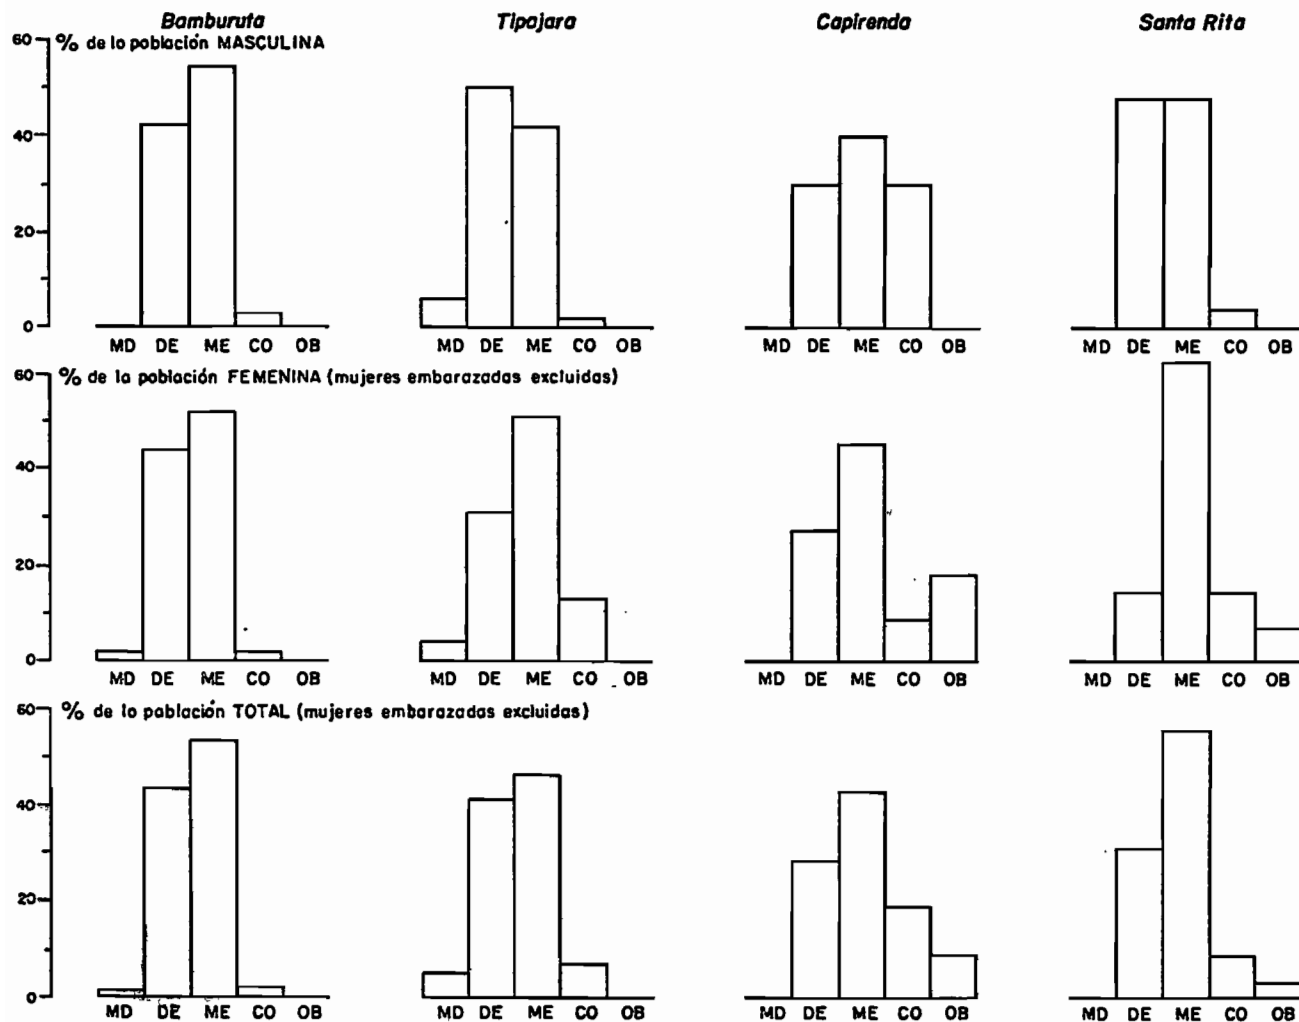 Bamburuta Tipajara Capirenda Santa Rita
% de la población MASCULINA
60
40
20
0
MD DE ME CO OB MD DE ME CO OB MD DE ME CO OB MD DE ME CO OB
% de la población FEMENINA (mujeres embarazadas excluidas)
60
40
20
0
MD DE ME CO OB MD DE ME CO OB MD DE ME CO OB MD DE ME CO OB
% de la población TOTAL (mujeres embarazadas excluidas)
60
40
20
0
MD DE ME CO OB MD DE ME CO OB MD DE ME CO OB MD DE ME CO OB